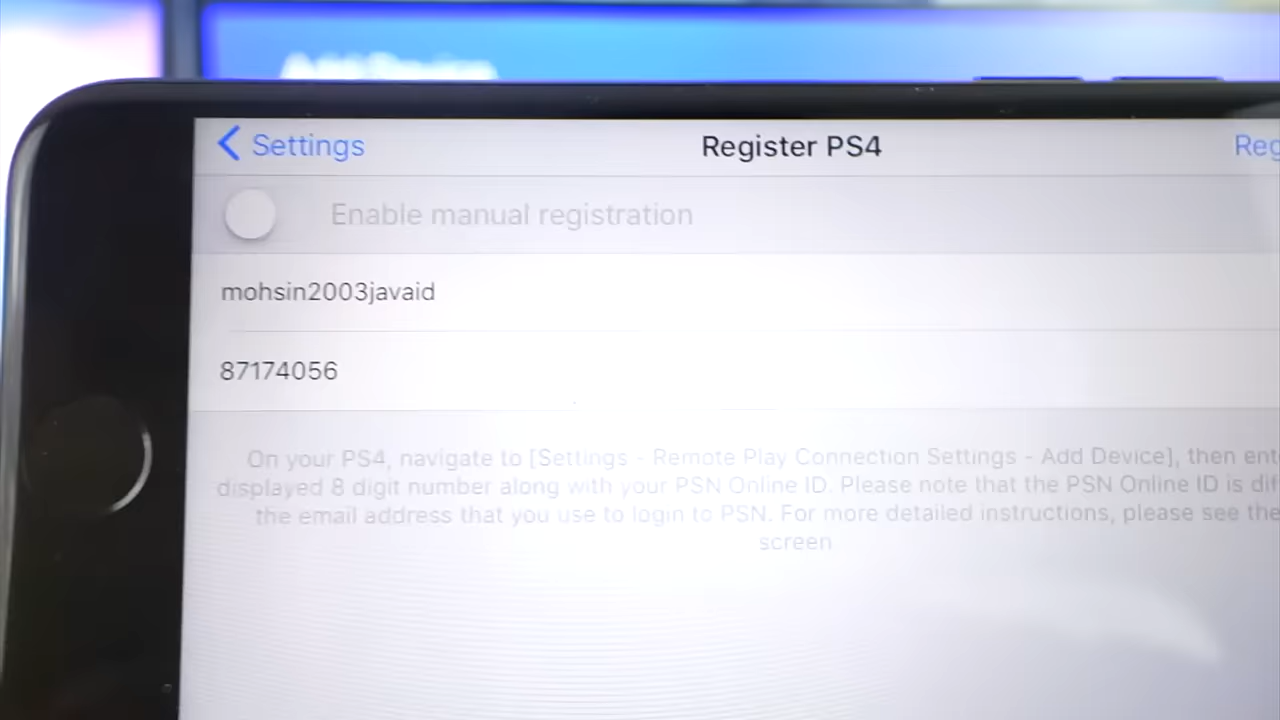 Add Device
Settings
Register PS4
Reg
Enable manual registration
mohsin2003javaid
87174056
On your PS4, navigate to [Settings - Remote Play Connection Settings - Add Device], then ent
displayed 8 digit number along with your PSN Online ID. Please note that the PSN Online ID is dif
the email address that you use to login to PSN. For more detailed instructions, please see the
screen